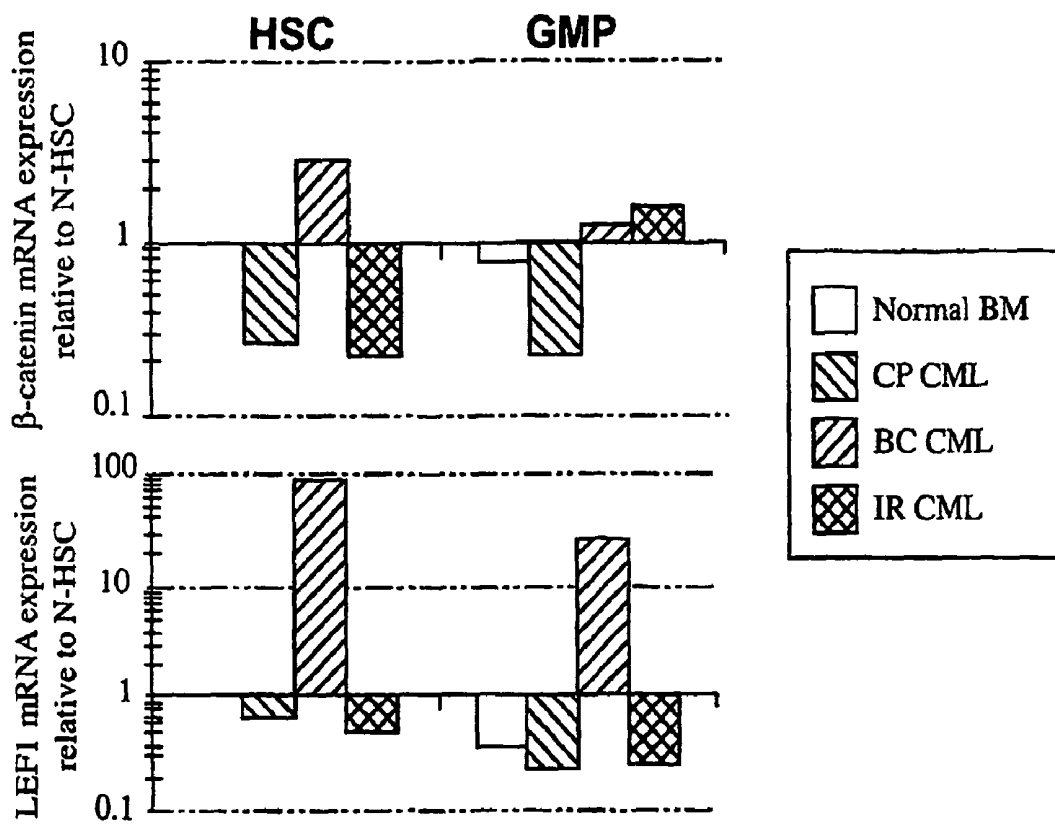 HSC
GMP
β-catenin mRNA expression
relative to N-HSC
10
1
0.1
LEF1 mRNA expression
relative to N-HSC
100
10
1
0.1
Normal BM
CP CML
BC CML
IR CML